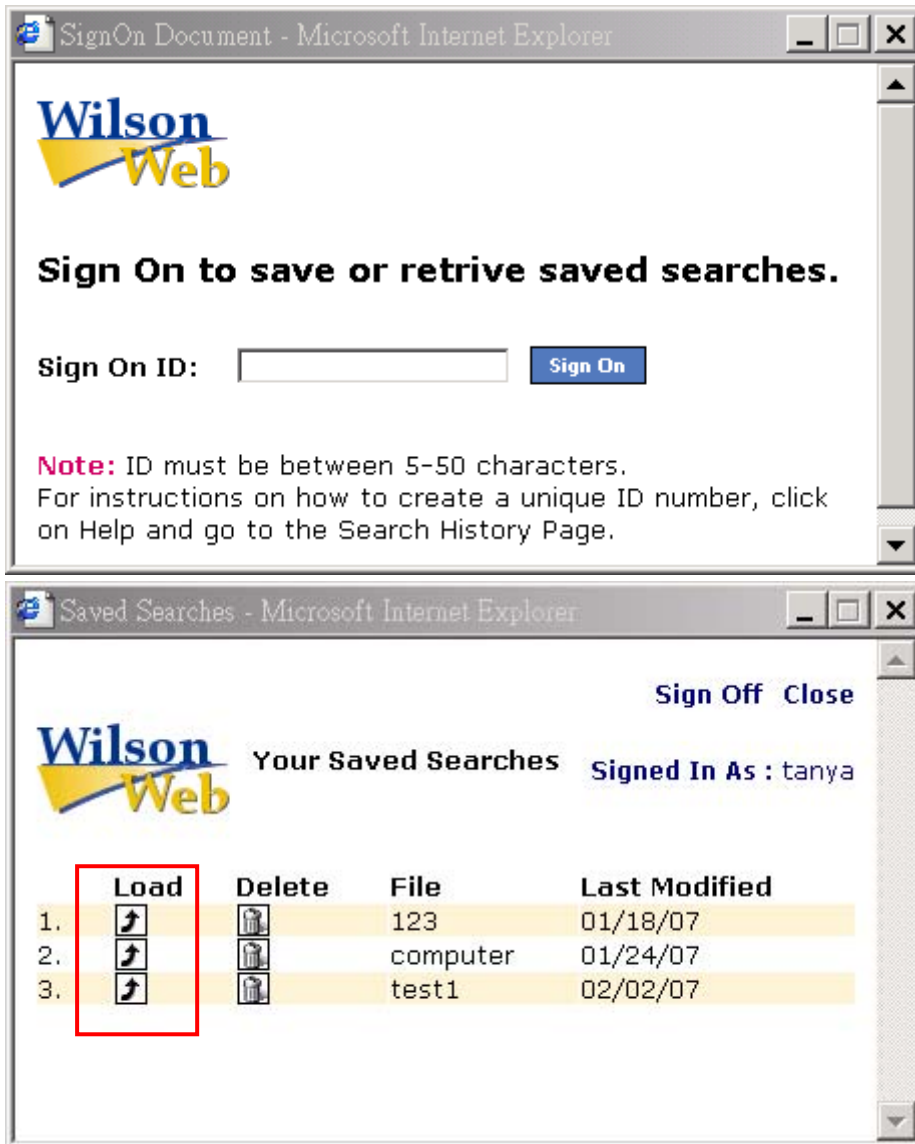 SignOn Document - Microsoft Internet Explorer
Wilson
Web
Sign On to save or retrive saved searches.
Sign On ID: Sign On
Note: ID must be between 5-50 characters.
For instructions on how to create a unique ID number, click
on Help and go to the Search History Page.
Saved Searches - Microsoft Internet Explorer
Sign Off Close
Wilson
Web
Your Saved Searches
Signed In As : tanya
Load Delete File Last Modified
1. 123 01/18/07
2. computer 01/24/07
3. test1 02/02/07